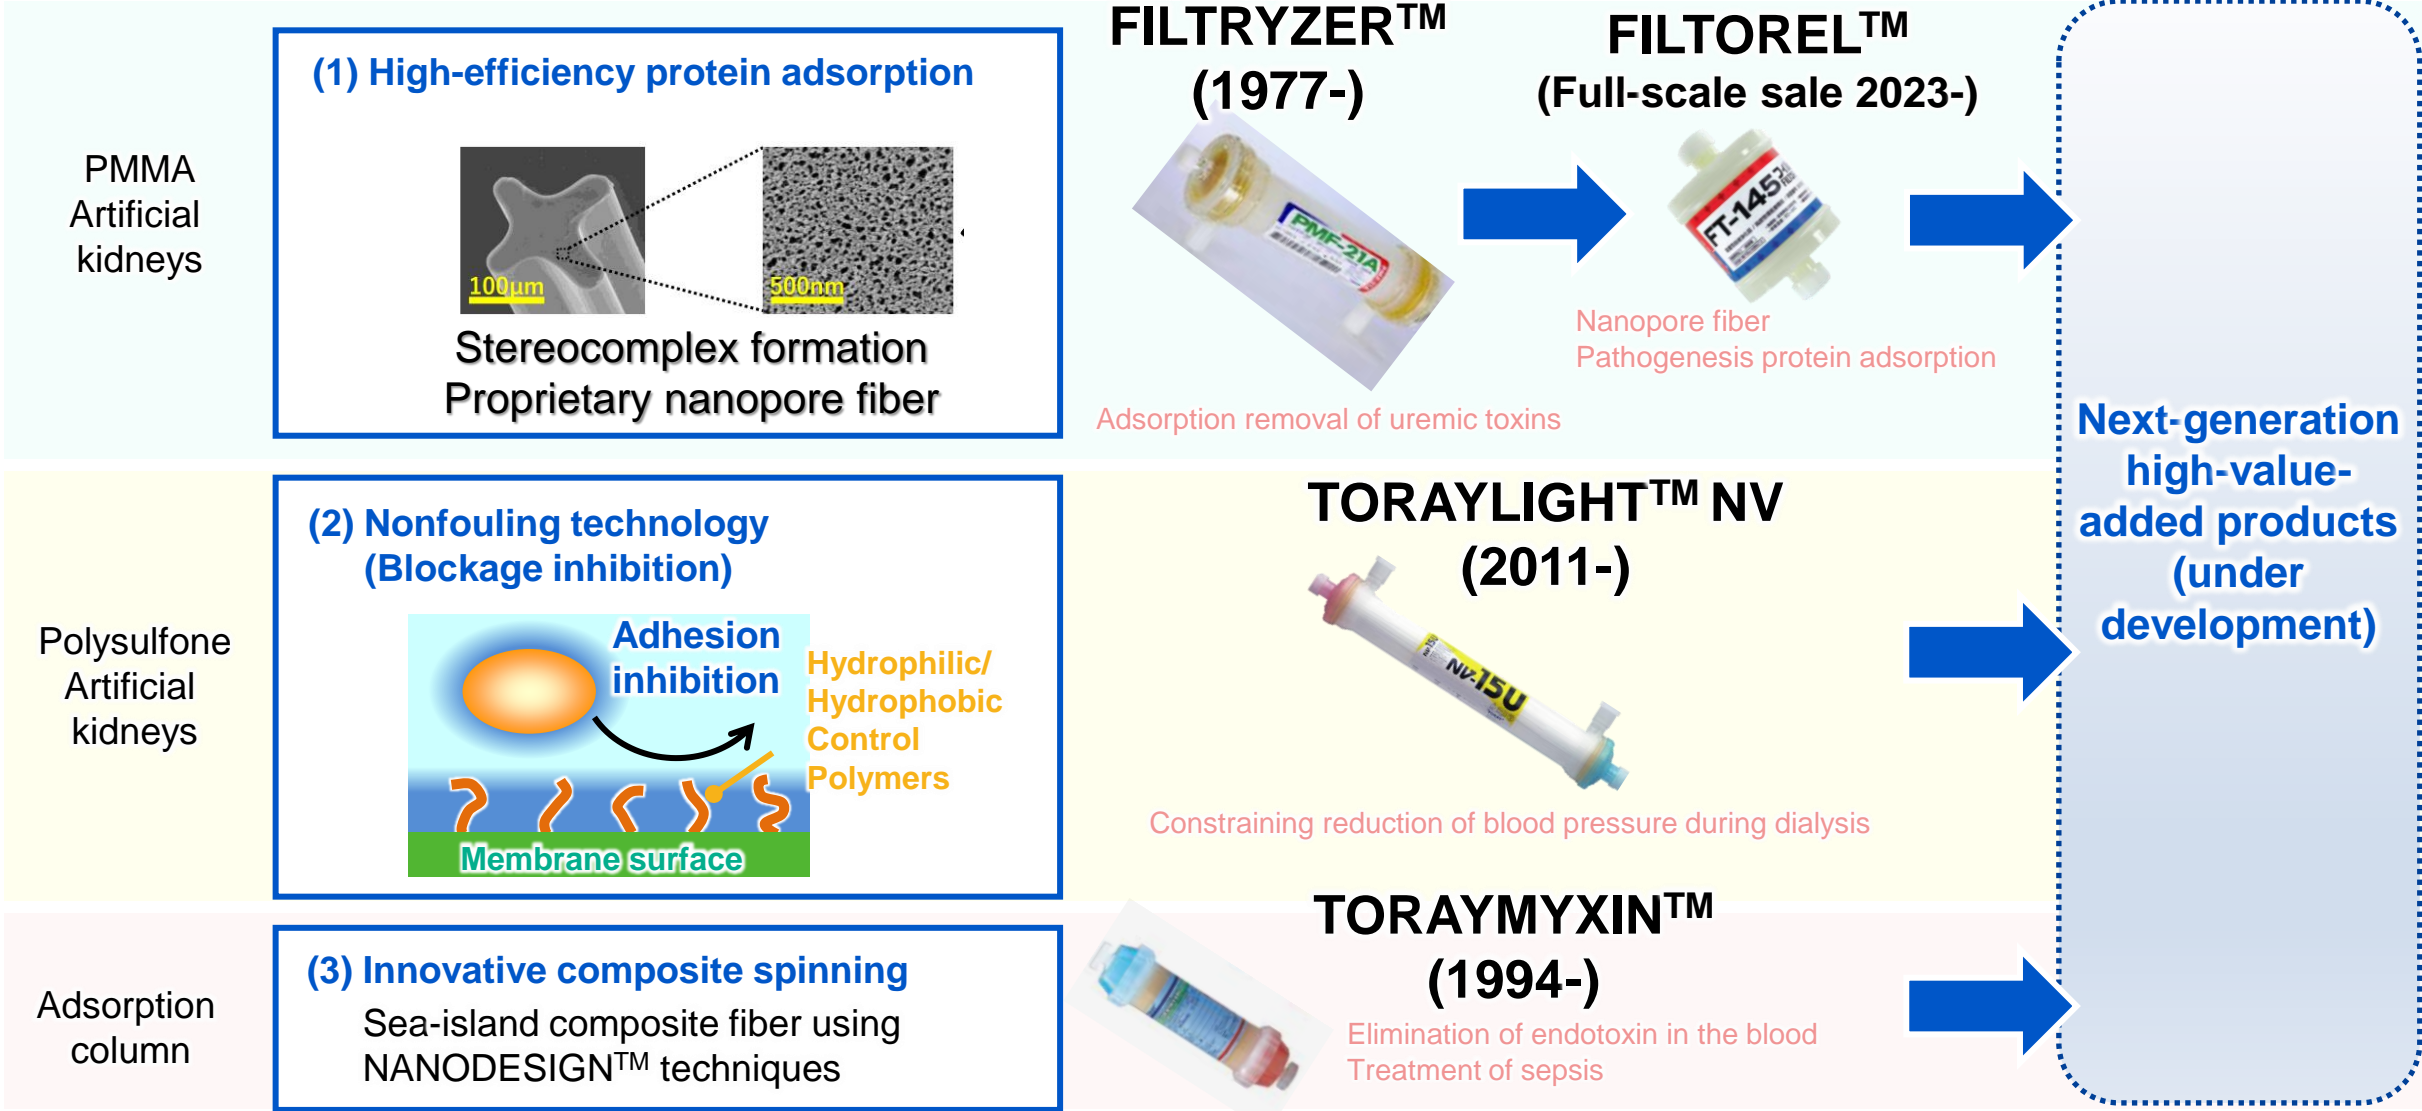 PMMA
Artificial
kidneys
(1) High-efficiency protein adsorption
100μm
500nm
Stereocomplex formation
Proprietary nanopore fiber
FILTRYZER™
(1977-)
PMF-21A
Adsorption removal of uremic toxins
FILTOREL™
(Full-scale sale 2023-)
FT-145
Nanopore fiber
Pathogenesis protein adsorption
Polysulfone
Artificial
kidneys
(2) Nonfouling technology
(Blockage inhibition)
Adhesion
inhibition
Hydrophilic/
Hydrophobic
Control
Polymers
Membrane surface
TORAYLIGHT™ NV
(2011-)
NV-15U
Constraining reduction of blood pressure during dialysis
Adsorption
column
(3) Innovative composite spinning
Sea-island composite fiber using
NANODESIGN™ techniques
TORAYMYXIN™
(1994-)
Elimination of endotoxin in the blood
Treatment of sepsis
Next-generation
high-value-
added products
(under
development)